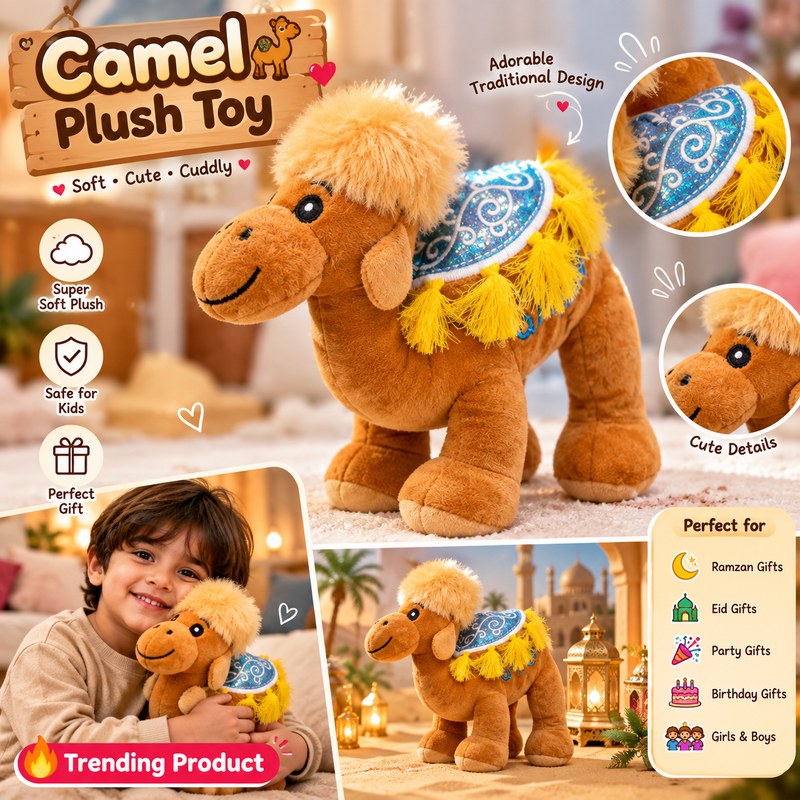 Camel
Plush Toy
Soft • Cute • Cuddly
Adorable
Traditional Design
Super
Soft Plush
Safe for
Kids
Perfect
Gift
Cute Details
Perfect for
Ramzan Gifts
Eid Gifts
Party Gifts
Birthday Gifts
Girls & Boys
Trending Product